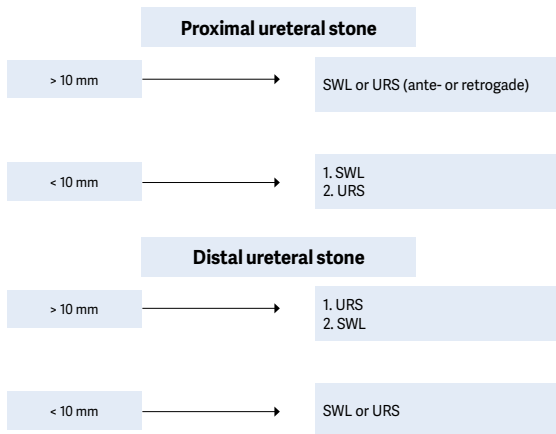 Proximal ureteral stone
> 10 mm
SWL or URS (ante- or retrogade)
< 10 mm
1. SWL
2. URS
Distal ureteral stone
> 10 mm
1. URS
2. SWL
< 10 mm
SWL or URS